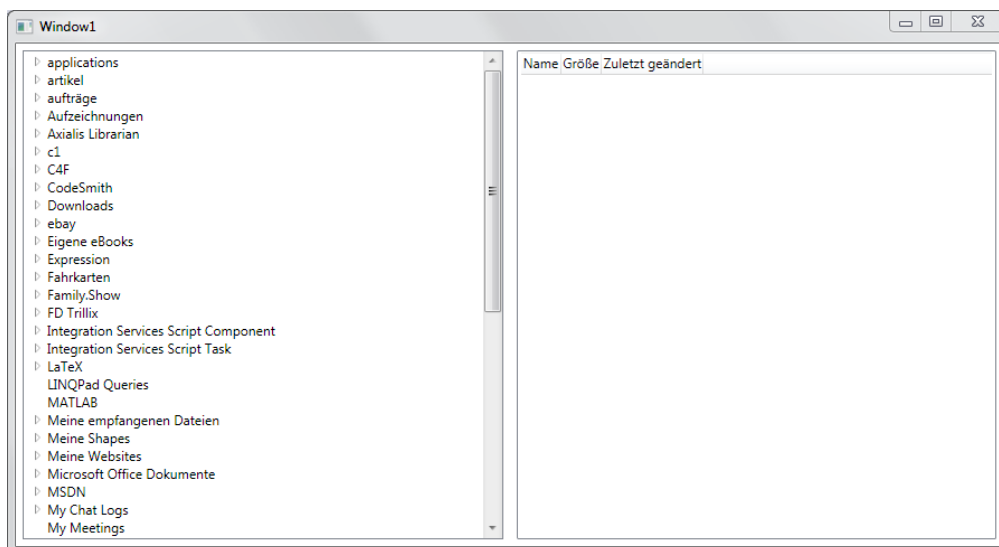 Window1
applications
artikel
aufträge
Aufzeichnungen
Axialis Librarian
c1
C4F
CodeSmith
Downloads
ebay
Eigene eBooks
Expression
Fahrkarten
Family.Show
FD Trillix
Integration Services Script Component
Integration Services Script Task
LaTeX
LINQPad Queries
MATLAB
Meine empfangenen Dateien
Meine Shapes
Meine Websites
Microsoft Office Dokumente
MSDN
My Chat Logs
My Meetings
Name Größe Zuletzt geändert